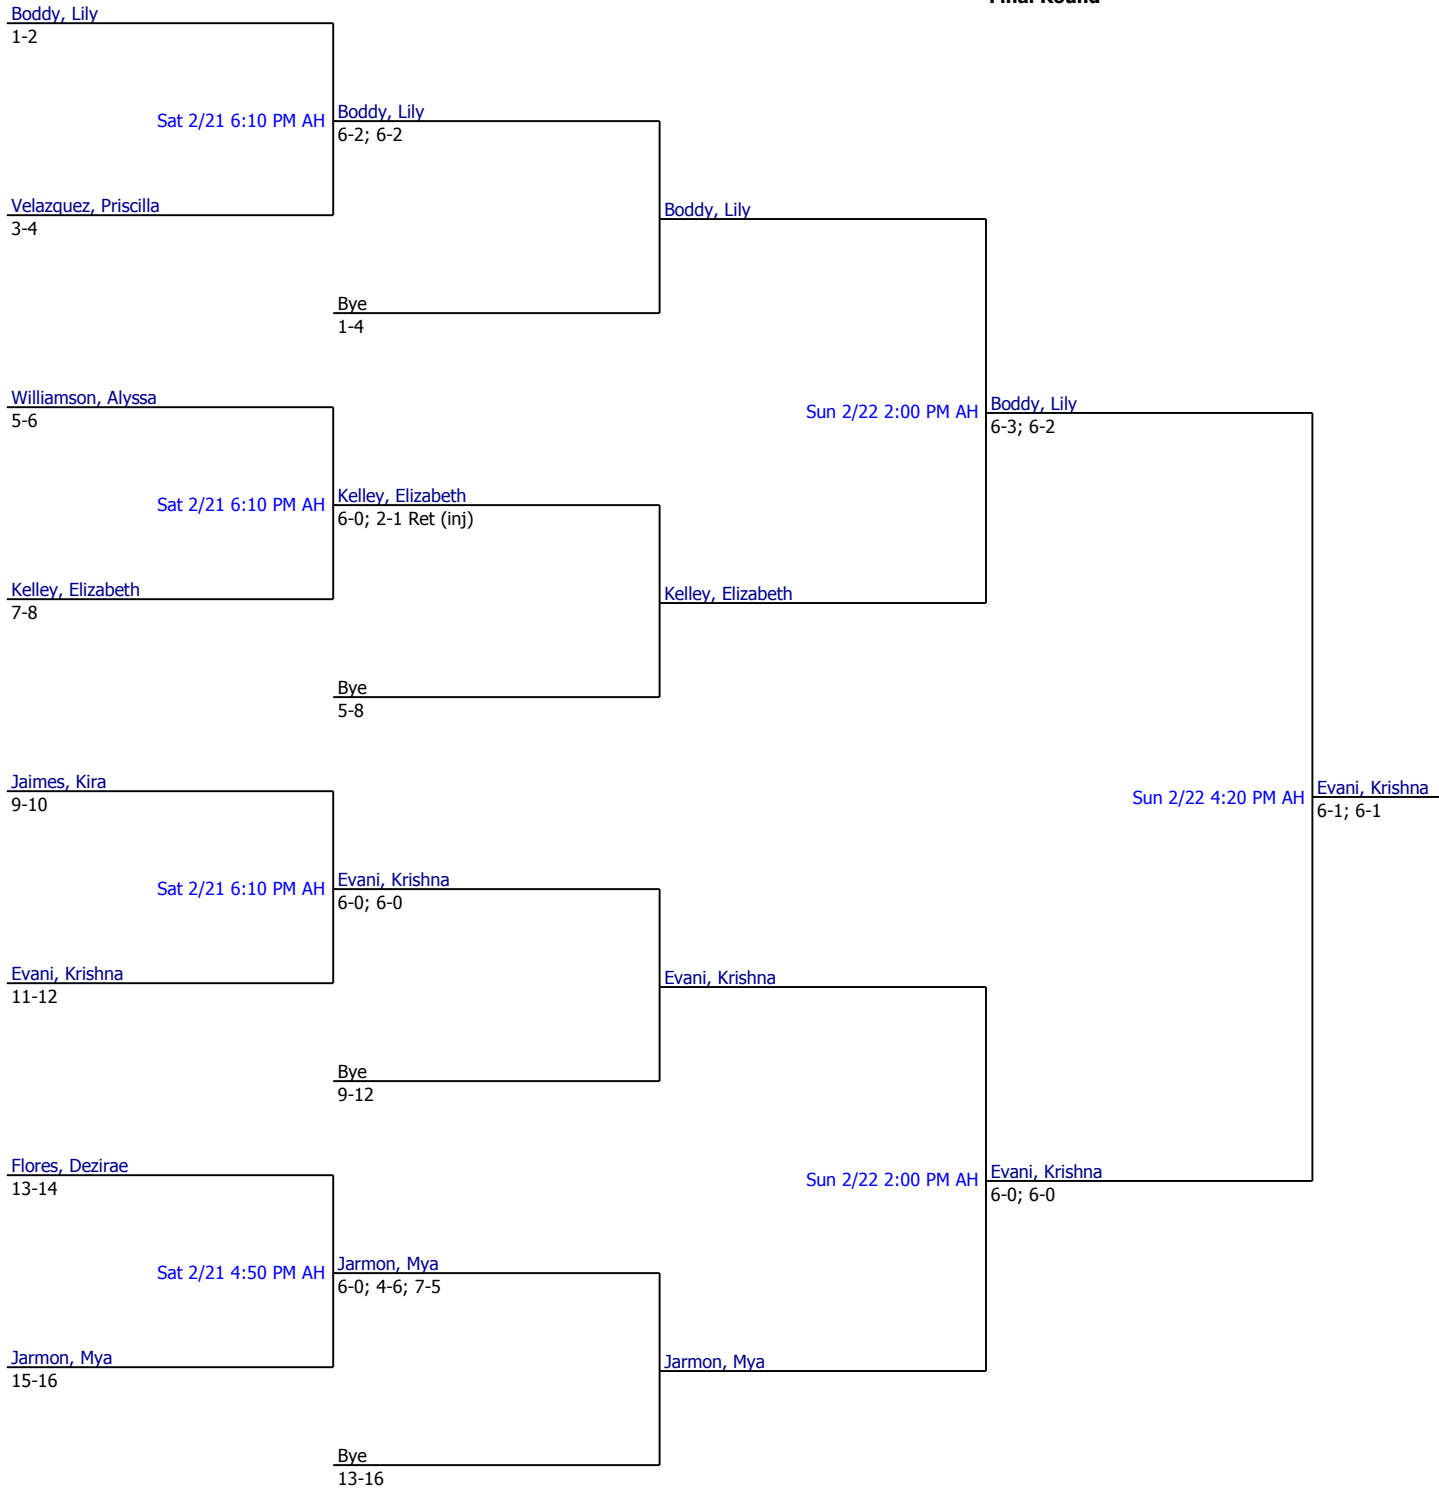 Final Round
Boddy, Lily
1-2
Sat 2/21 6:10 PM AH
Boddy, Lily
6-2; 6-2
Velazquez, Priscilla
3-4
Boddy, Lily
Bye
1-4
Williamson, Alyssa
5-6
Sun 2/22 2:00 PM AH
Boddy, Lily
6-3; 6-2
Sat 2/21 6:10 PM AH
Kelley, Elizabeth
6-0; 2-1 Ret (inj)
Kelley, Elizabeth
7-8
Kelley, Elizabeth
Bye
5-8
Jaimes, Kira
9-10
Sun 2/22 4:20 PM AH
Evani, Krishna
6-1; 6-1
Sat 2/21 6:10 PM AH
Evani, Krishna
6-0; 6-0
Evani, Krishna
11-12
Evani, Krishna
Bye
9-12
Flores, Dezirae
13-14
Sun 2/22 2:00 PM AH
Evani, Krishna
6-0; 6-0
Sat 2/21 4:50 PM AH
Jarmon, Mya
6-0; 4-6; 7-5
Jarmon, Mya
15-16
Jarmon, Mya
Bye
13-16